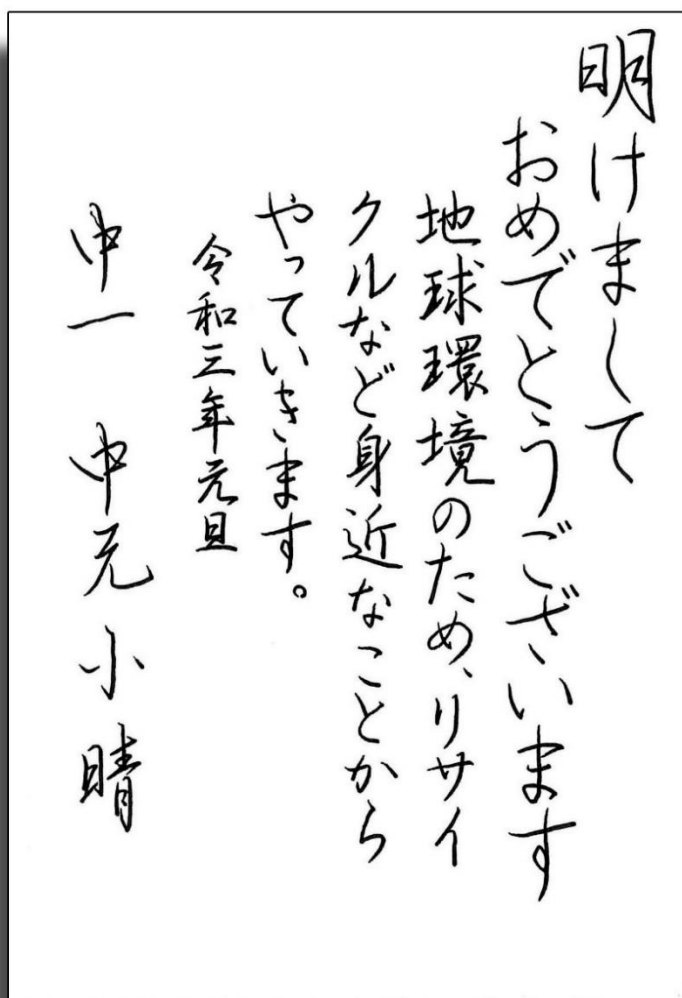 明けまして
おめでとうございます
地球環境のため、リサイ
クルなど身近なことから
やっていきます。
令和三年元旦
中一 中元小晴